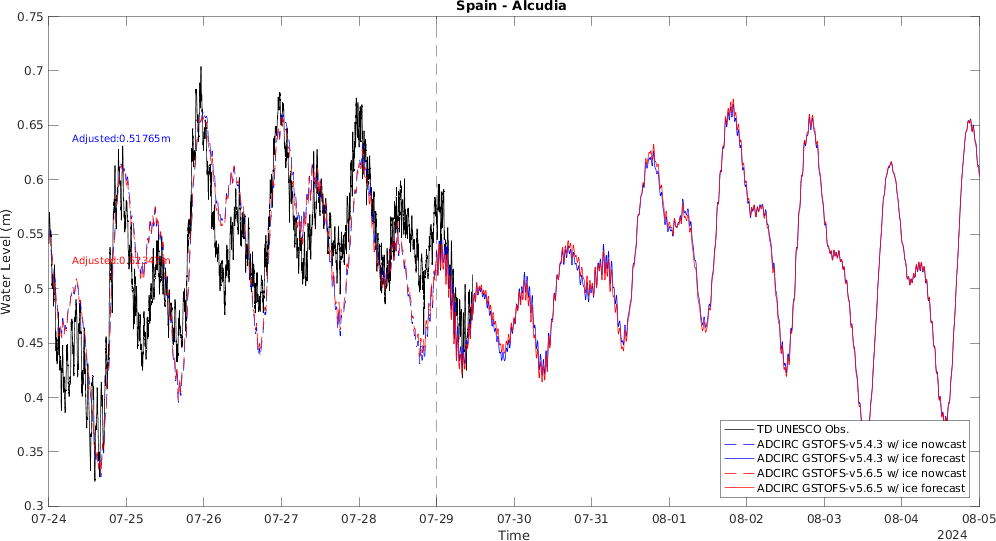 Spain - Alcudia
0.75
0.7
0.65
0.6
0.55
0.5
0.45
0.4
0.35
0.3
Water Level (m)
Adjusted:0.51765m
TD UNESCO Obs.
ADCIRC GSTOFS-v5.4.3 w/ ice nowcast
ADCIRC GSTOFS-v5.4.3 w/ ice forecast
ADCIRC GSTOFS-v5.6.5 w/ ice nowcast
ADCIRC GSTOFS-v5.6.5 w/ ice forecast
07-24 07-25 07-26 07-27 07-28 07-29 07-30 07-31 08-01 08-02 08-03 08-04 08-05
Time
2024